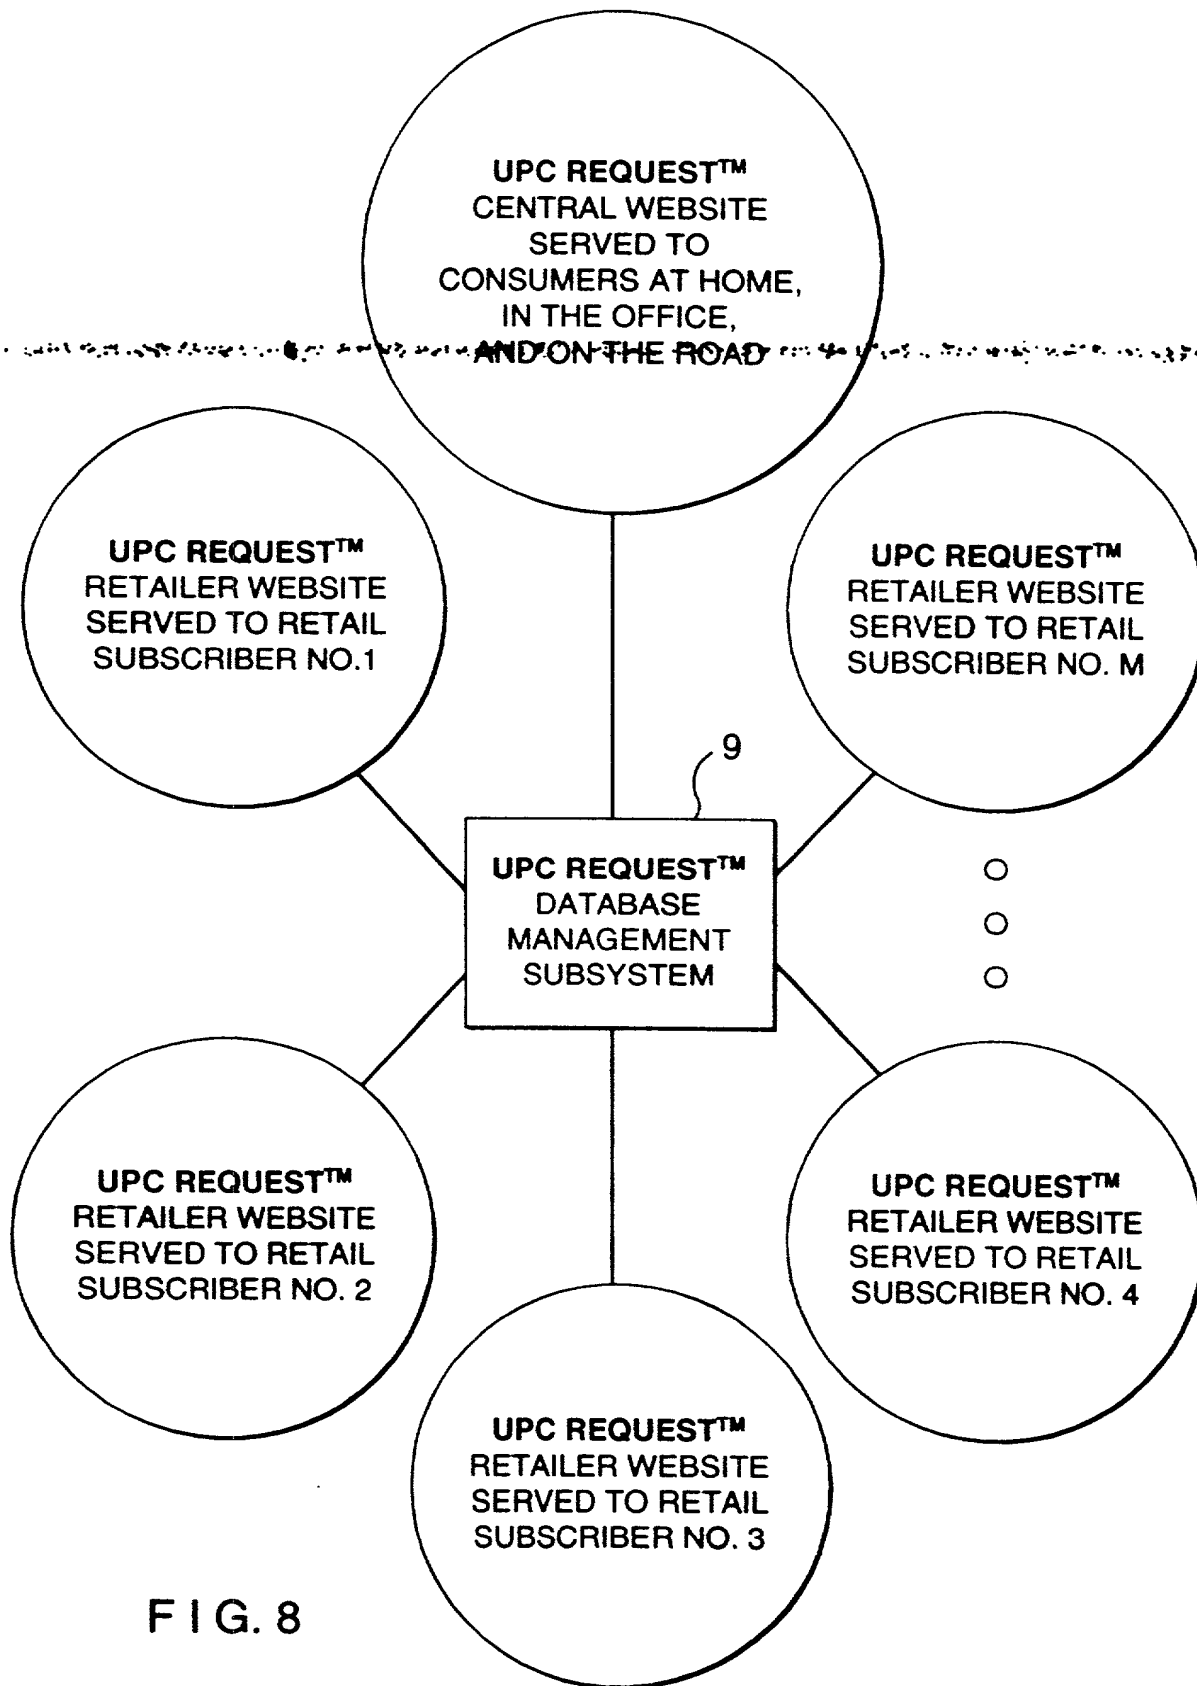 UPC REQUEST™
CENTRAL WEBSITE
SERVED TO
CONSUMERS AT HOME,
IN THE OFFICE,
AND ON THE ROAD
UPC REQUEST™
RETAILER WEBSITE
SERVED TO RETAIL
SUBSCRIBER NO.1
UPC REQUEST™
RETAILER WEBSITE
SERVED TO RETAIL
SUBSCRIBER NO. M
9
UPC REQUEST™
DATABASE
MANAGEMENT
SUBSYSTEM
UPC REQUEST™
RETAILER WEBSITE
SERVED TO RETAIL
SUBSCRIBER NO. 2
UPC REQUEST™
RETAILER WEBSITE
SERVED TO RETAIL
SUBSCRIBER NO. 4
UPC REQUEST™
RETAILER WEBSITE
SERVED TO RETAIL
SUBSCRIBER NO. 3
FIG. 8